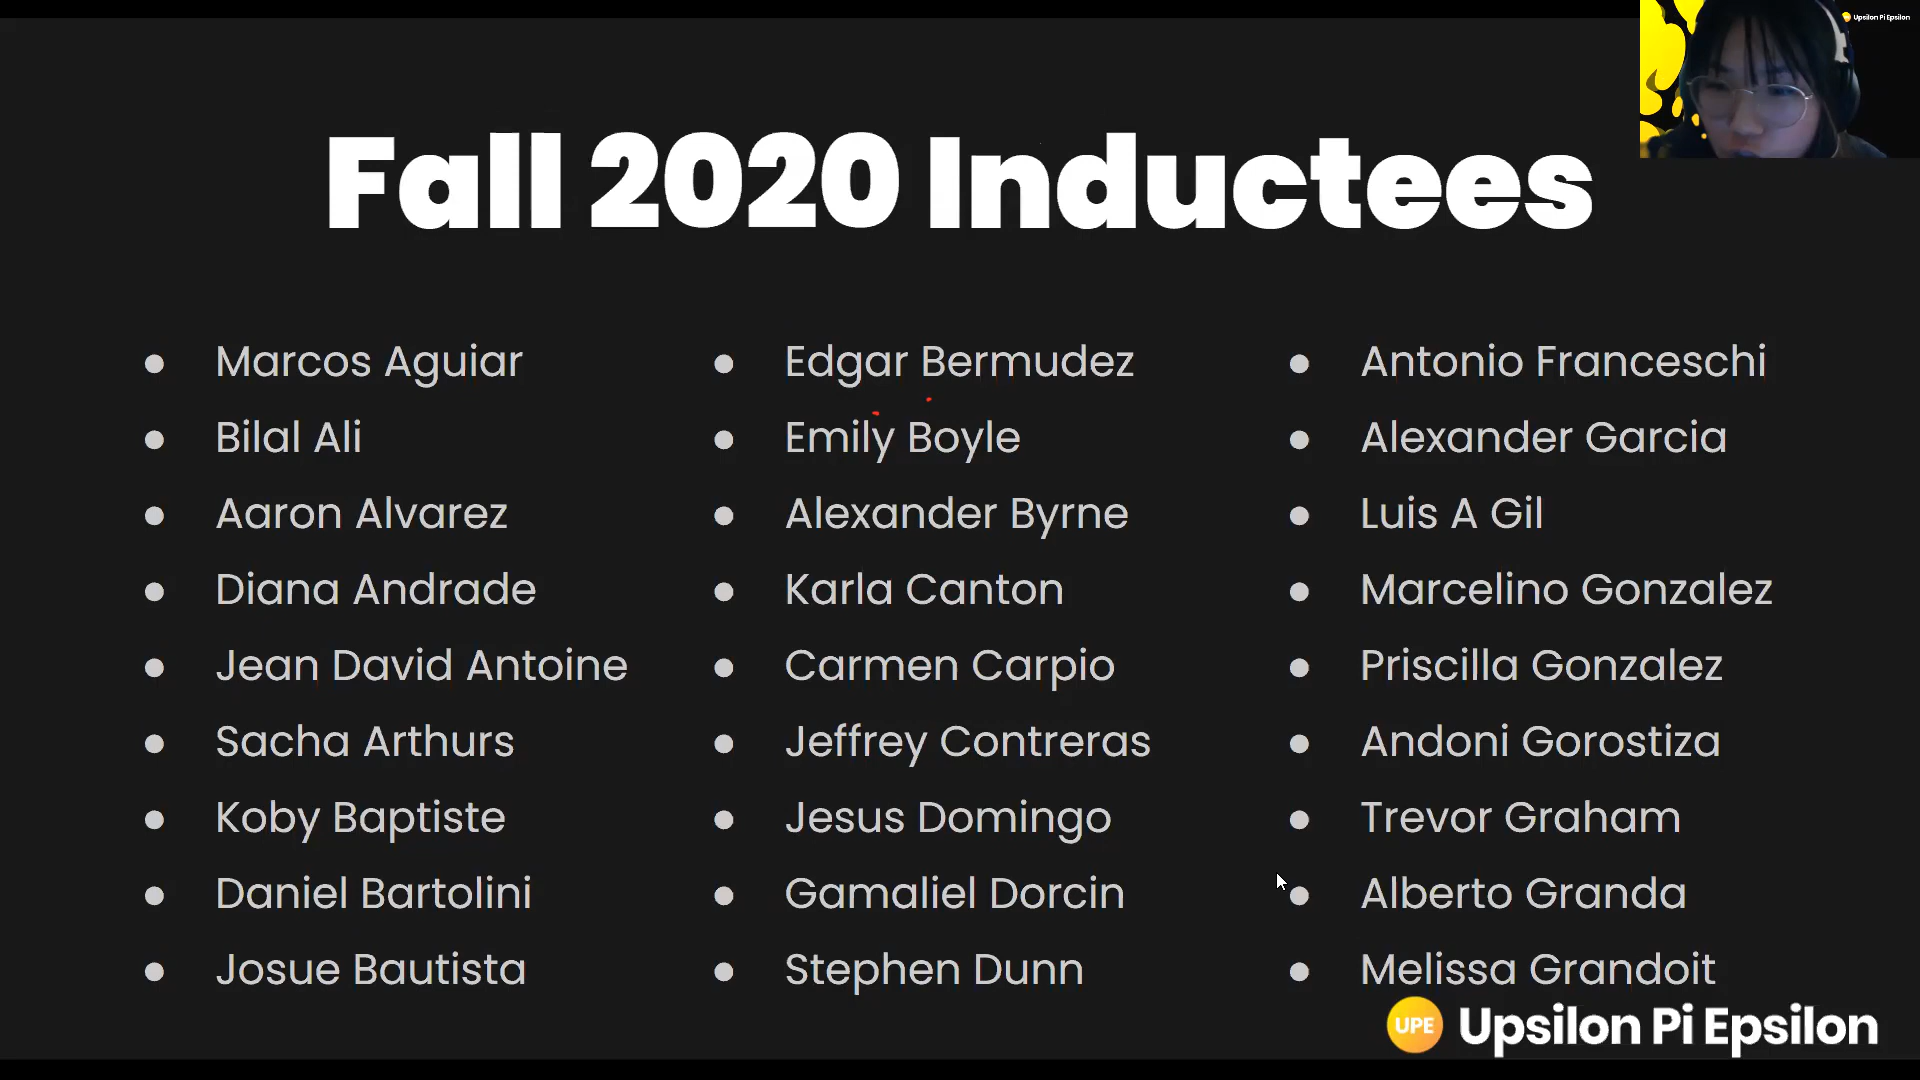 Upsilon Pi Epsilon
Fall 2020 Inductees
Marcos Aguiar
Bilal Ali
Aaron Alvarez
Diana Andrade
Jean David Antoine
Sacha Arthurs
Koby Baptiste
Daniel Bartolini
Josue Bautista
Edgar Bermudez
Emily Boyle
Alexander Byrne
Karla Canton
Carmen Carpio
Jeffrey Contreras
Jesus Domingo
Gamaliel Dorcin
Stephen Dunn
Antonio Franceschi
Alexander Garcia
Luis A Gil
Marcelino Gonzalez
Priscilla Gonzalez
Andoni Gorostiza
Trevor Graham
Alberto Granda
Melissa Grandoit
UPE Upsilon Pi Epsilon